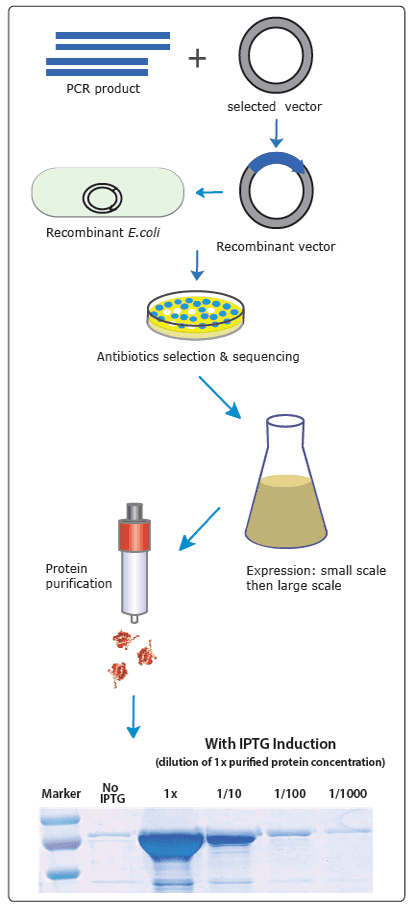 PCR product
+
selected vector
Recombinant E.coli
Recombinant vector
Antibiotics selection & sequencing
Expression: small scale
then large scale
Protein
purification
With IPTG Induction
(dilution of 1x purified protein concentration)
Marker No IPTG 1x 1/10 1/100 1/1000